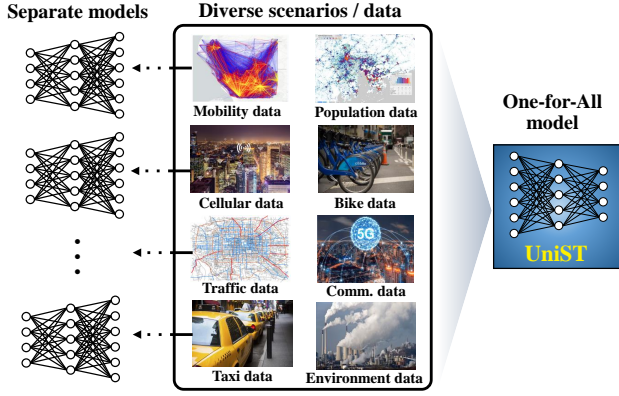 Separate models
Diverse scenarios / data
Mobility data
Population data
One-for-All
model
Cellular data
Bike data
UniST
5G
Traffic data
Comm. data
Taxi data
Environment data